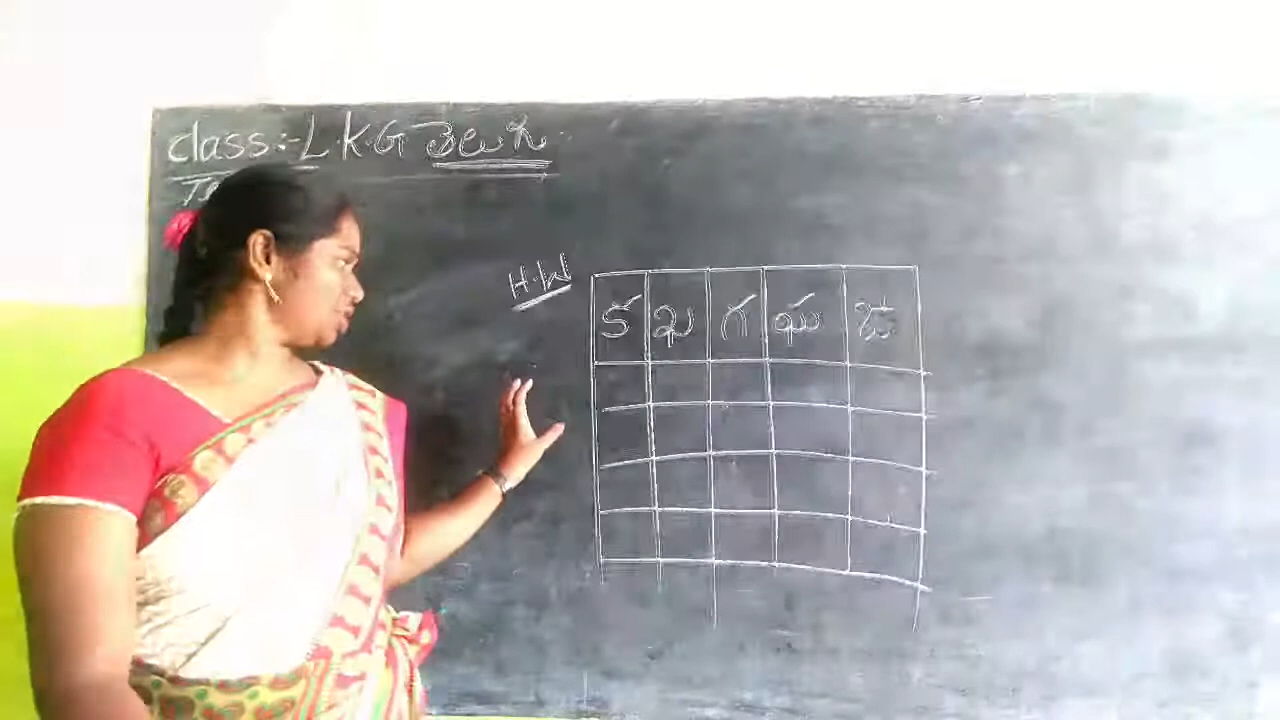 class:- L.K.G తెలుగు
H.W
క ఖ గ ఘ ఙ